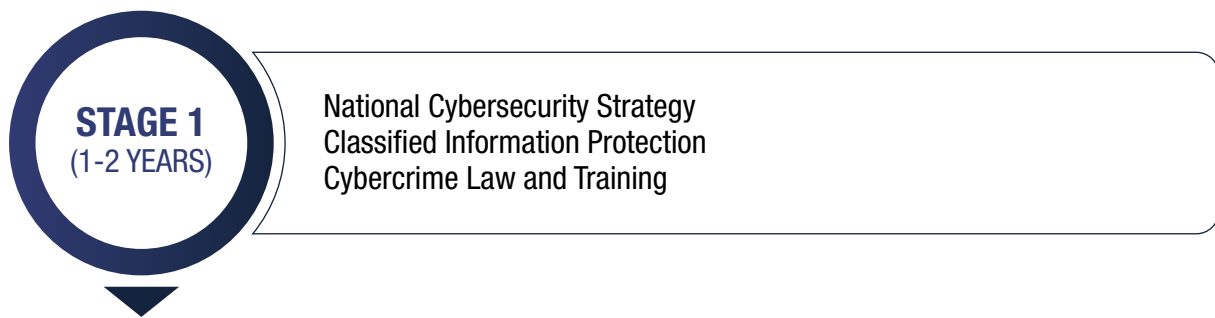 STAGE 1
(1-2 YEARS)
National Cybersecurity Strategy
Classified Information Protection
Cybercrime Law and Training